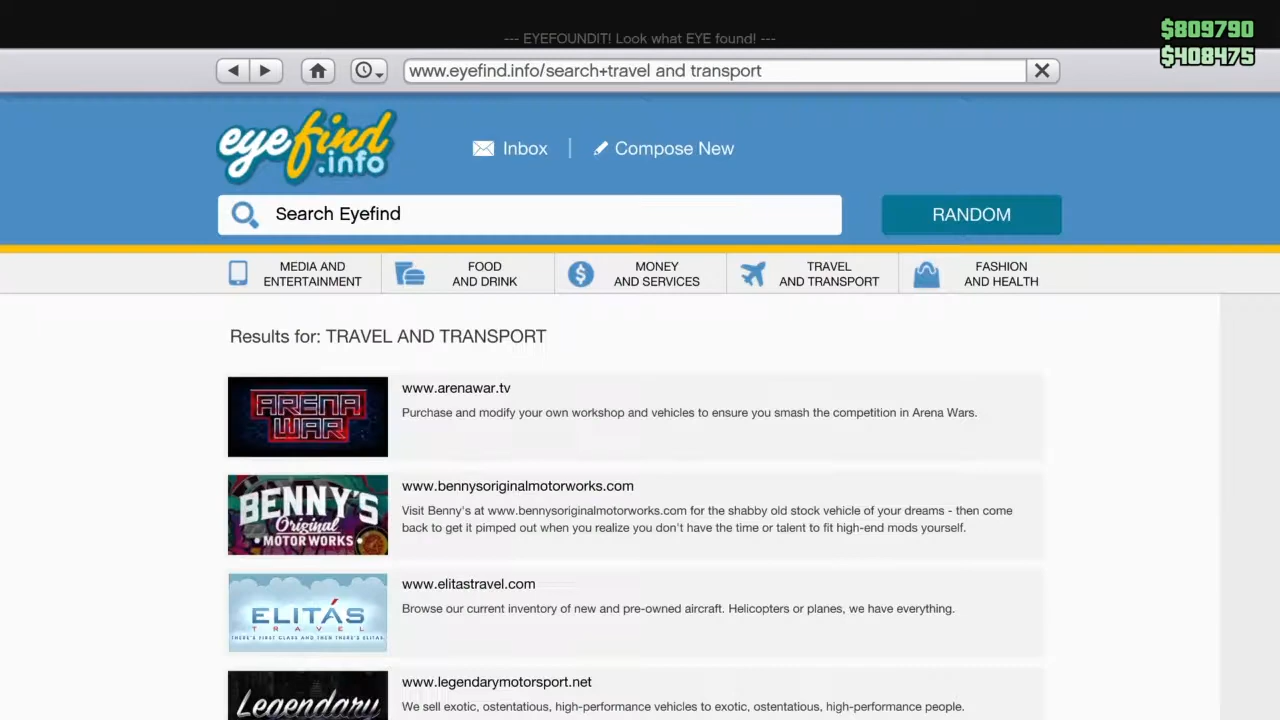 --- EYEFOUNDIT! Look what EYE found! ---
$809790
$408475
www.eyefind.info/search+travel and transport
eyefind
.info
Inbox
Compose New
Search Eyefind
RANDOM
MEDIA AND
ENTERTAINMENT
FOOD
AND DRINK
MONEY
AND SERVICES
TRAVEL
AND TRANSPORT
FASHION
AND HEALTH
Results for: TRAVEL AND TRANSPORT
ARENA
WAR
www.arenawar.tv
Purchase and modify your own workshop and vehicles to ensure you smash the competition in Arena Wars.
BENNY'S
Original
• MOTOR WORKS •
www.bennysoriginalmotorworks.com
Visit Benny's at www.bennysoriginalmotorworks.com for the shabby old stock vehicle of your dreams - then come
back to get it pimped out when you realize you don't have the time or talent to fit high-end mods yourself.
ELITÁS
TRAVEL
THERE'S FIRST CLASS AND THEN THERE'S ELITAS
www.elitastravel.com
Browse our current inventory of new and pre-owned aircraft. Helicopters or planes, we have everything.
Legendary
www.legendarymotorsport.net
We sell exotic, ostentatious, high-performance vehicles to exotic, ostentatious, high-performance people.